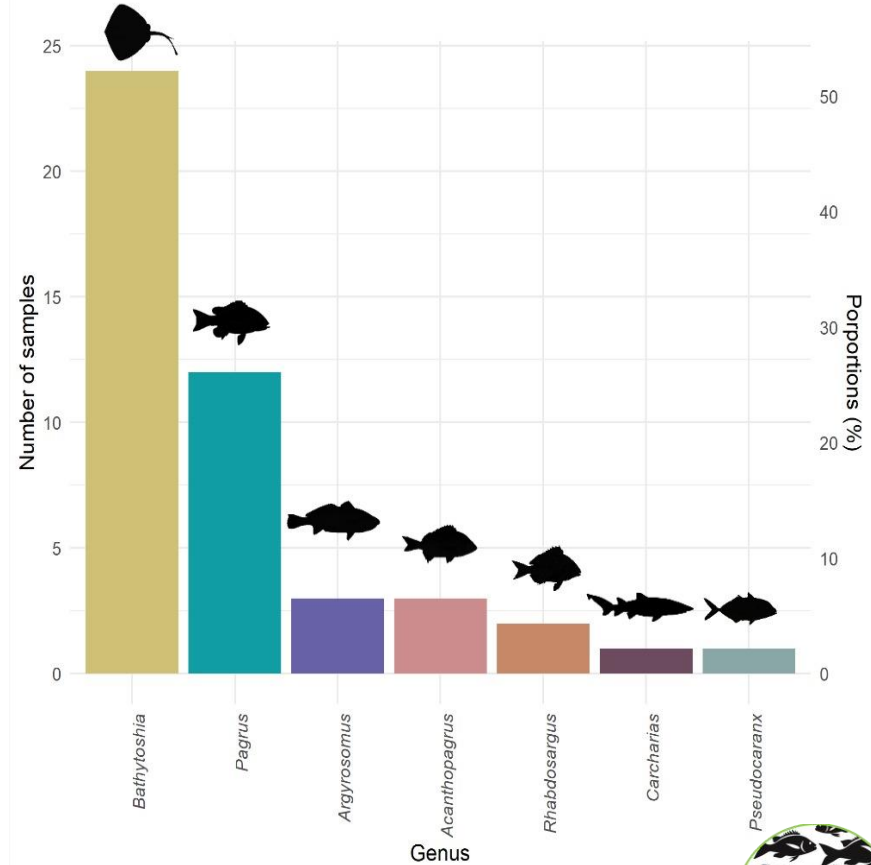 Number of samples
25
20
15
10
5
0
Porportions (%)
50
40
30
20
10
0
Bathytoshia
Pagrus
Argyrosomus
Acanthopagrus
Rhabdosargus
Carcharias
Pseudocaranx
Genus